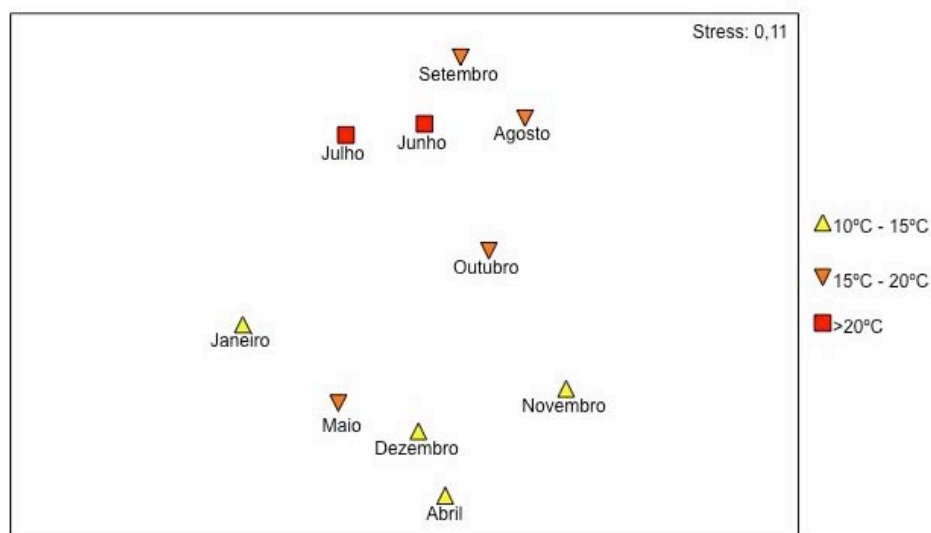 Stress: 0,11
Setembro
Agosto
Junho
Julho
Outubro
Janeiro
Novembro
Maio
Dezembro
Abril
10ºC - 15ºC
15ºC - 20ºC
>20ºC